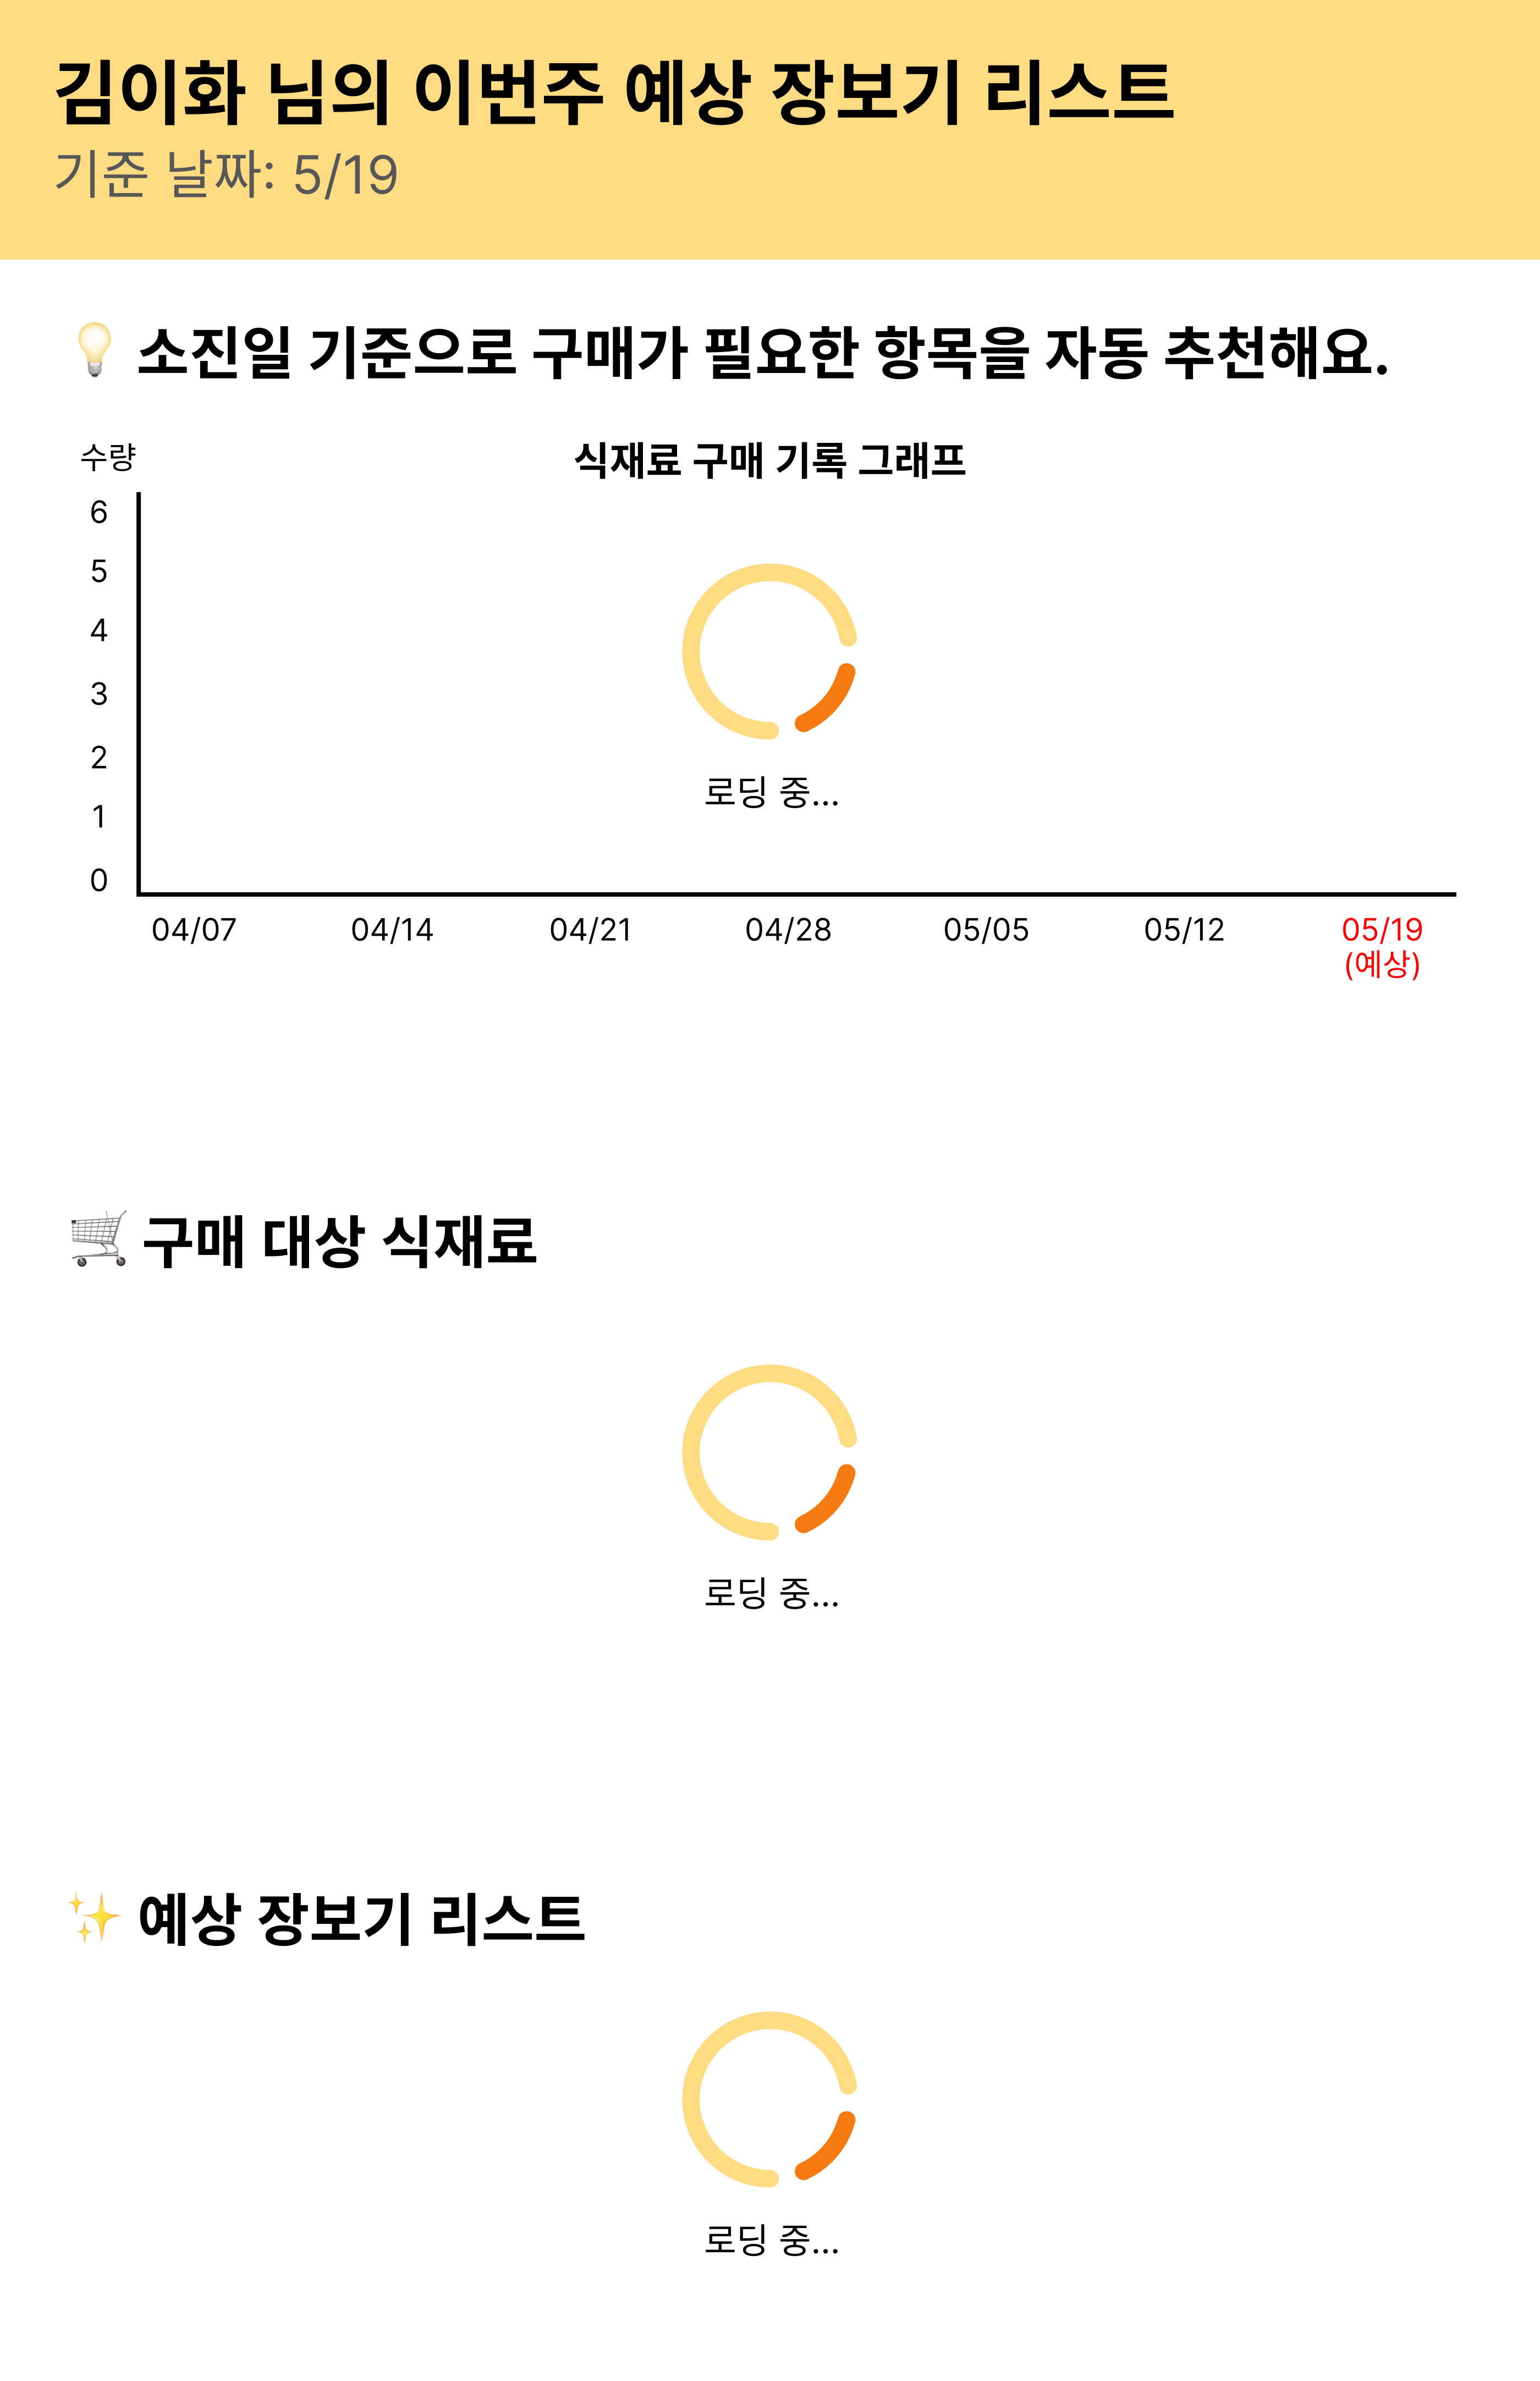 김이화 님의 이번주 예상 장보기 리스트
기준 날짜: 5/19
💡 소진일 기준으로 구매가 필요한 항목을 자동 추천해요.
수량
식재료 구매 기록 그래프
6
5
4
3
2
1
0
로딩 중...
04/07 04/14 04/21 04/28 05/05 05/12 05/19
(예상)
🛒 구매 대상 식재료
로딩 중...
✨ 예상 장보기 리스트
로딩 중...